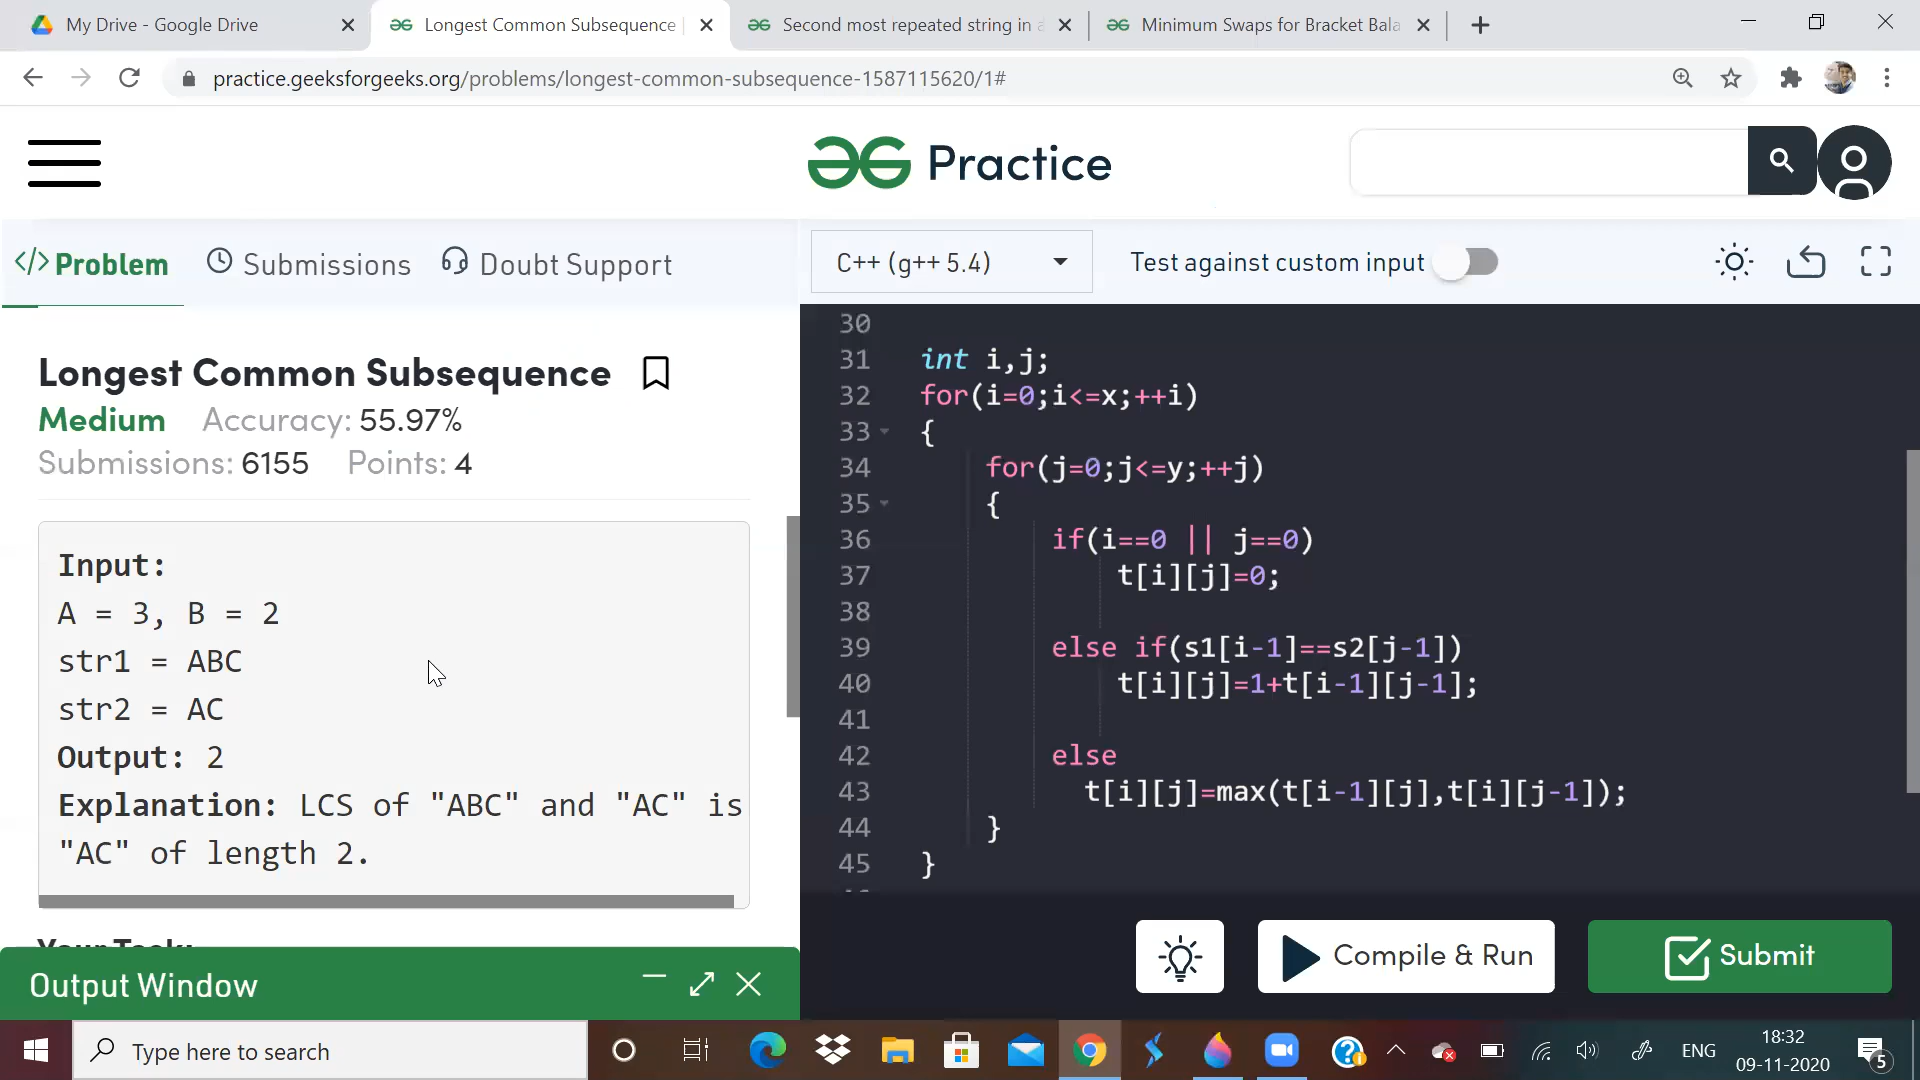 My Drive - Google Drive
Longest Common Subsequence
Second most repeated string in a
Minimum Swaps for Bracket Bala
practice.geeksforgeeks.org/problems/longest-common-subsequence-1587115620/1#
Practice
Problem
Submissions
Doubt Support
C++ (g++ 5.4)
Test against custom input
Longest Common Subsequence
Medium Accuracy: 55.97%
Submissions: 6155 Points: 4
Input:
A = 3, B = 2
str1 = ABC
str2 = AC
Output: 2
Explanation: LCS of "ABC" and "AC" is
"AC" of length 2.
Your Task:
Output Window
30
31 int i,j;
32 for(i=0;i<=x;++i)
33 {
34 for(j=0;j<=y;++j)
35 {
36 if(i==0 || j==0)
37 t[i][j]=0;
38
39 else if(s1[i-1]==s2[j-1])
40 t[i][j]=1+t[i-1][j-1];
41
42 else
43 t[i][j]=max(t[i-1][j],t[i][j-1]);
44 }
45 }
Compile & Run
Submit
Type here to search
ENG
18:32
09-11-2020
5